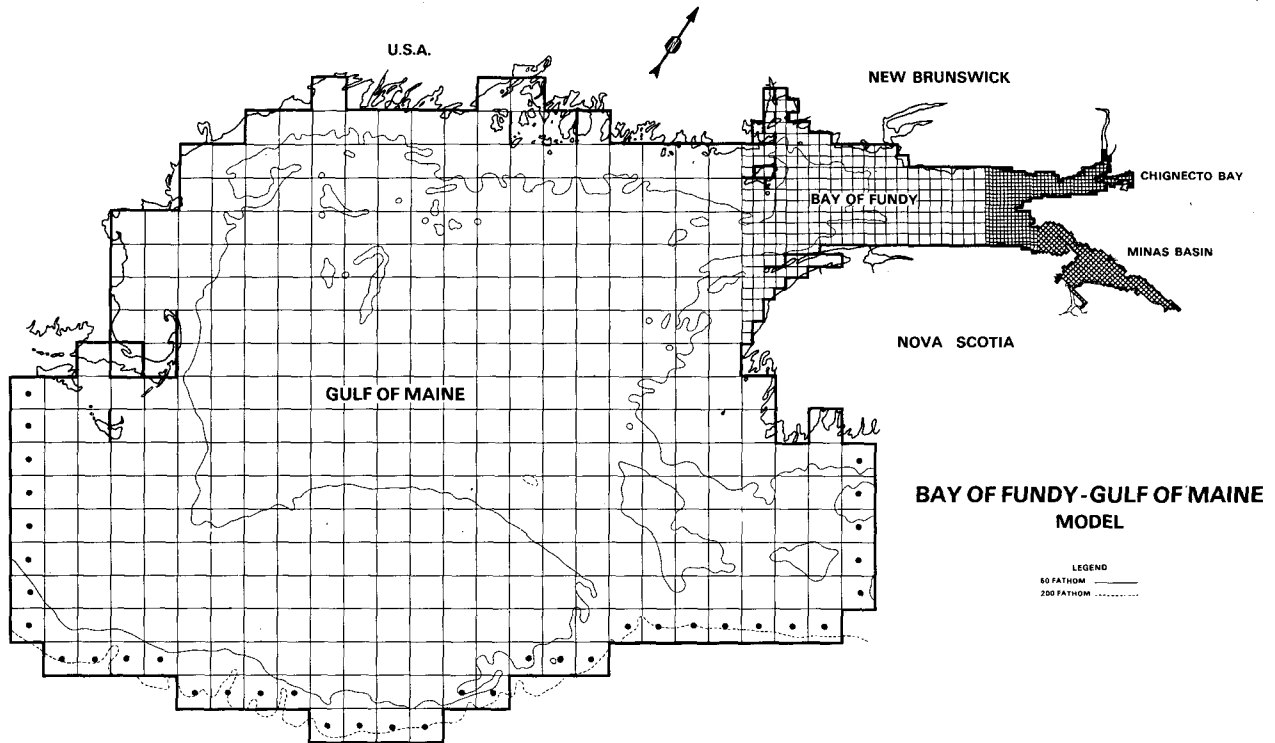 U.S.A.
NEW BRUNSWICK
CHIGNECTO BAY
BAY OF FUNDY
MINAS BASIN
NOVA SCOTIA
GULF OF MAINE
BAY OF FUNDY-GULF OF MAINE
MODEL
LEGEND
50 FATHOM
200 FATHOM